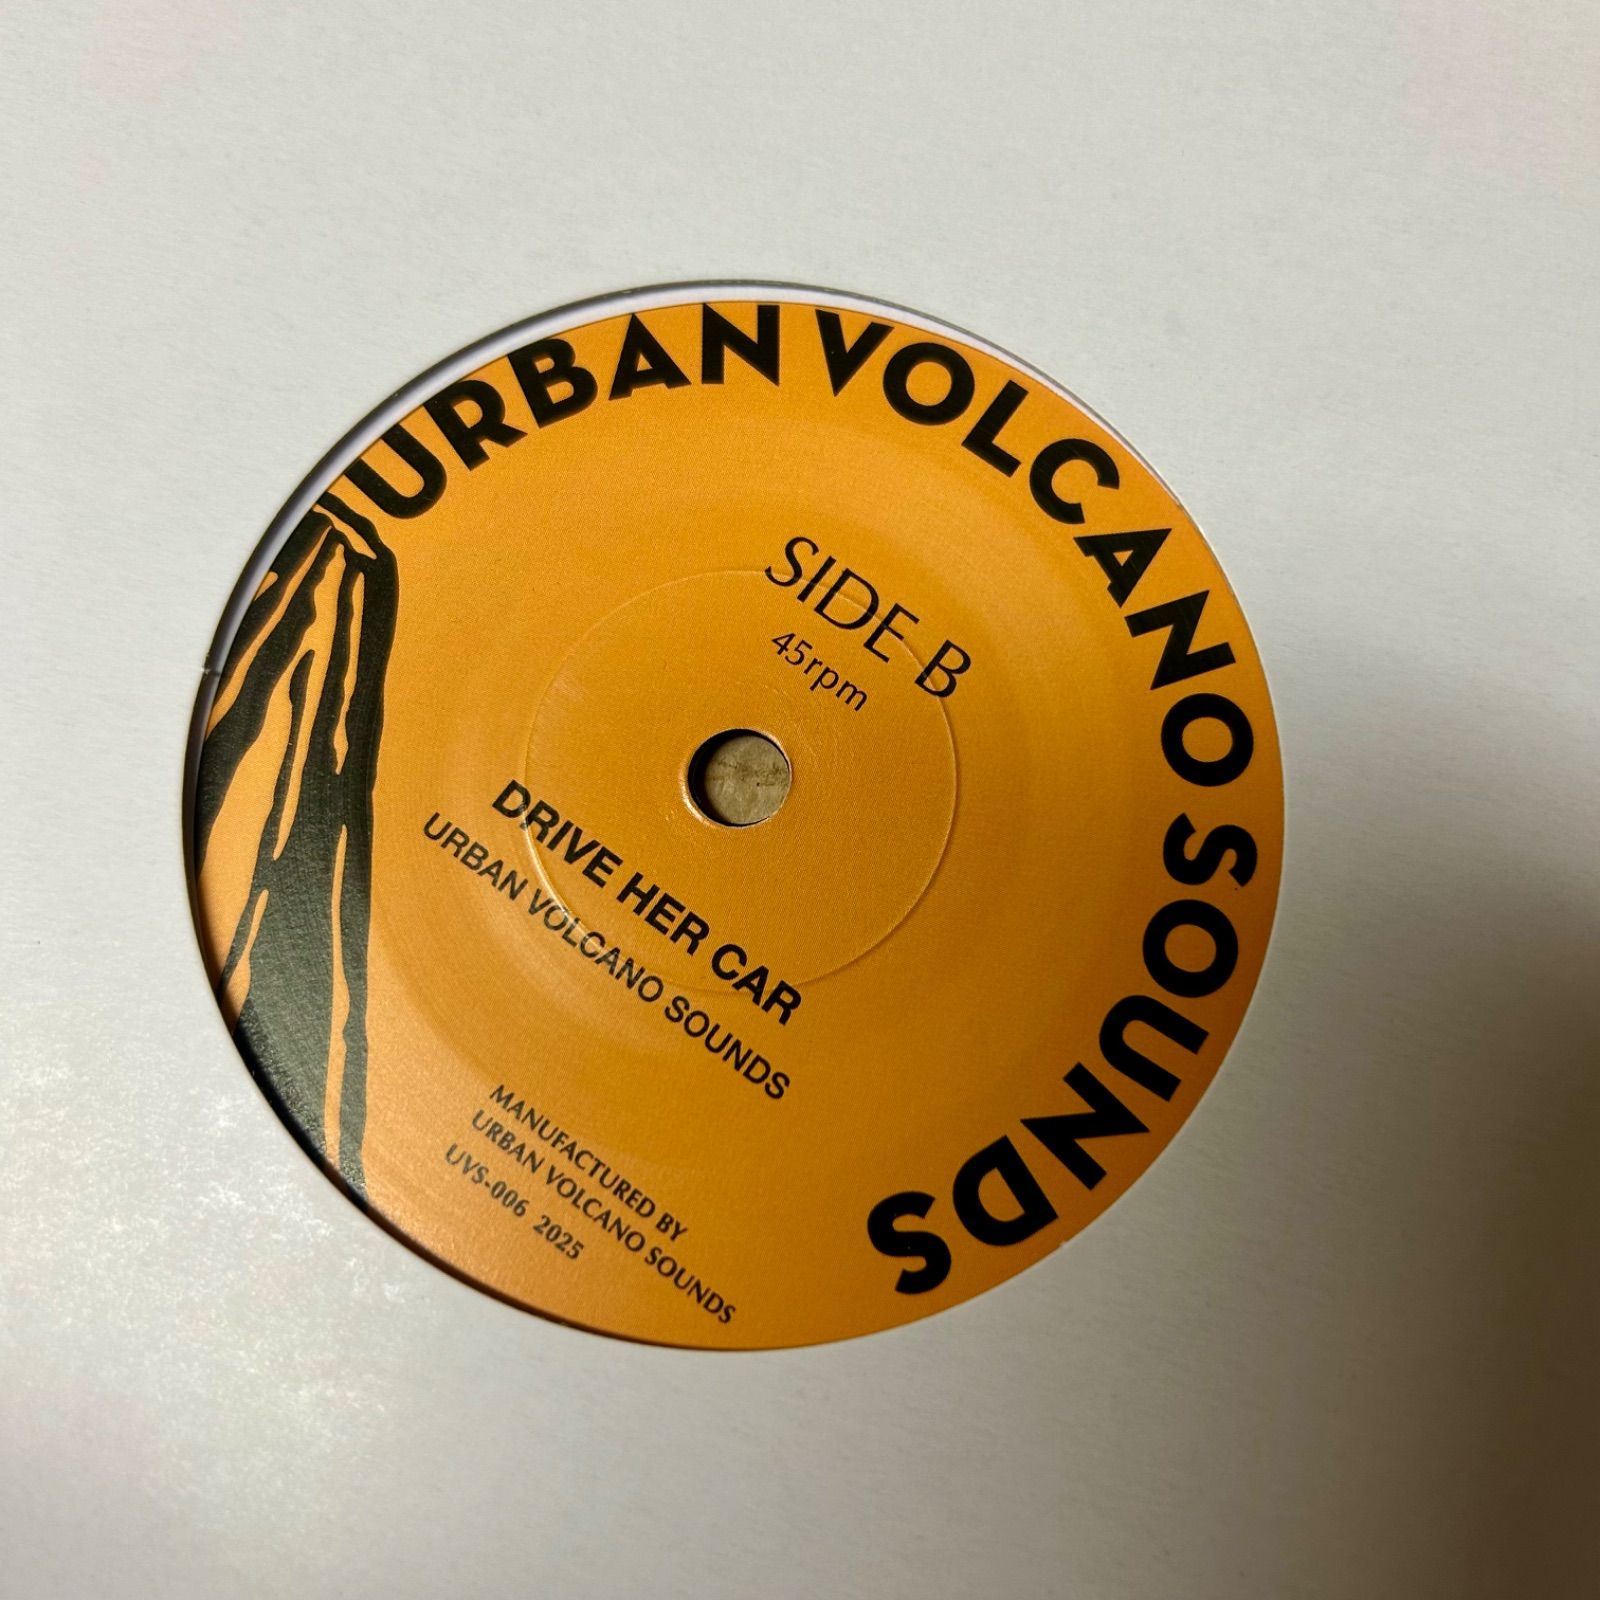 URBAN VOLCANO SOUNDS
SIDE B
45rpm
DRIVE HER CAR
URBAN VOLCANO SOUNDS
MANUFACTURED BY
URBAN VOLCANO SOUNDS
UVS-006 2025